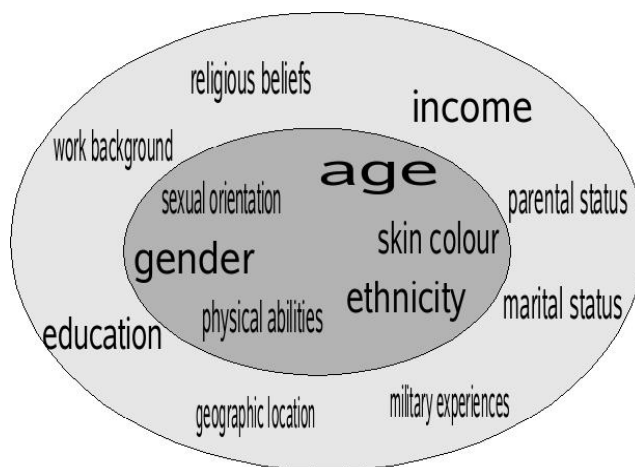 religious beliefs
income
work background
age
sexual orientation
parental status
skin colour
gender
ethnicity
marital status
physical abilities
education
geographic location
military experiences